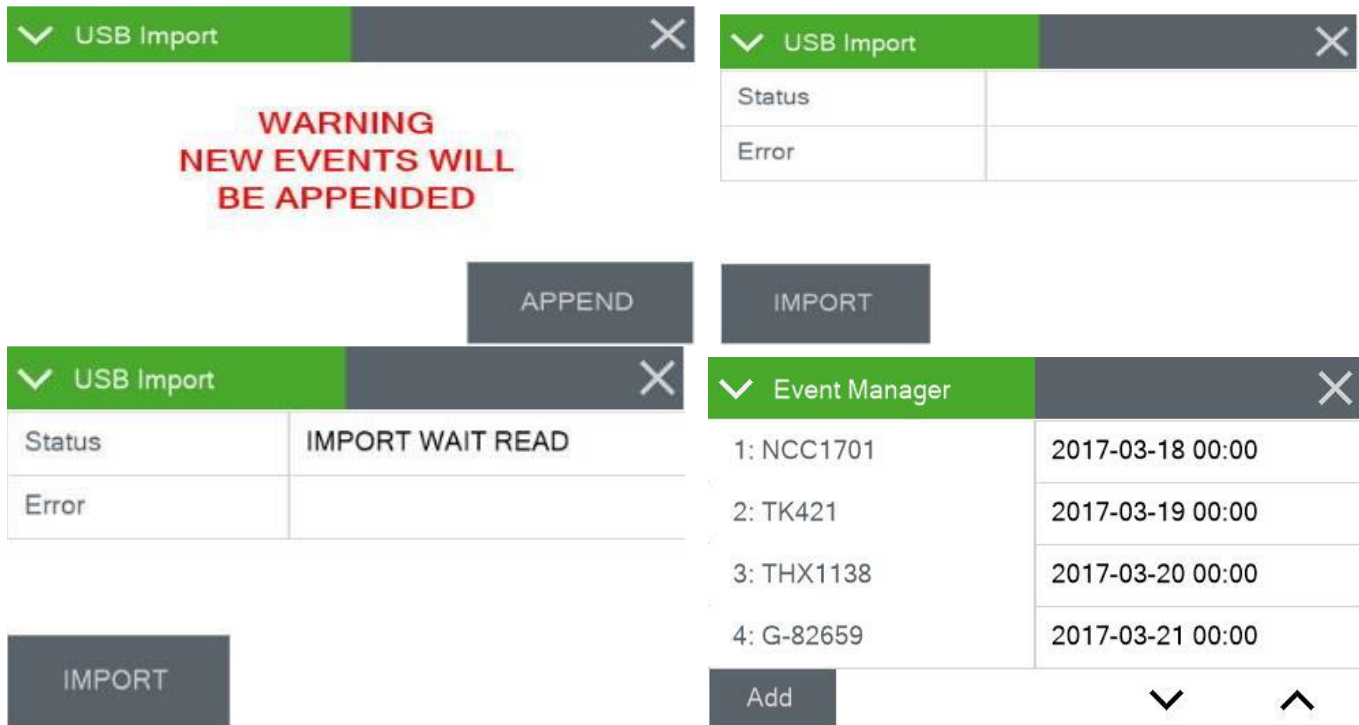 USB Import
WARNING
NEW EVENTS WILL
BE APPENDED
APPEND
USB Import
Status
Error
IMPORT
USB Import
Status IMPORT WAIT READ
Error
IMPORT
Event Manager
1: NCC1701 2017-03-18 00:00
2: TK421 2017-03-19 00:00
3: THX1138 2017-03-20 00:00
4: G-82659 2017-03-21 00:00
Add